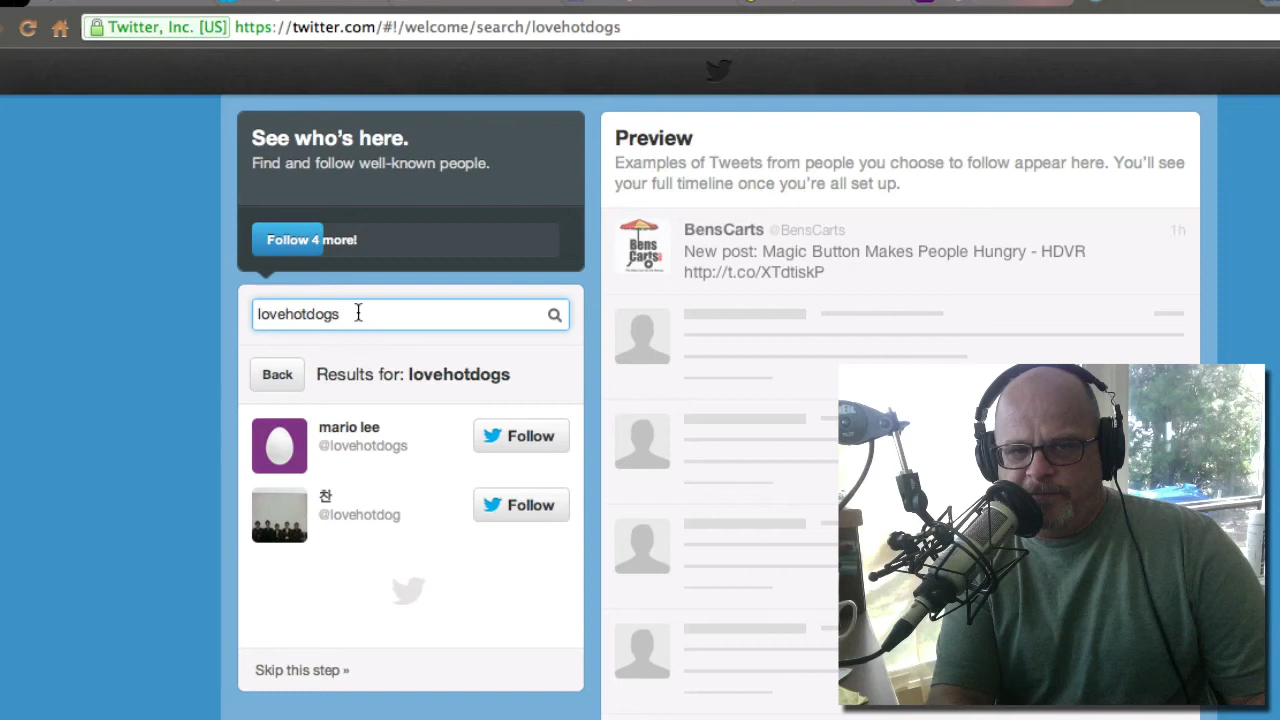 Twitter, Inc. [US] https://twitter.com/#!/welcome/search/lovehotdogs
See who's here.
Find and follow well-known people.
Follow 4 more!
lovehotdogs
Back Results for: lovehotdogs
mario lee
@lovehotdogs
Follow
찬
@lovehotdog
Follow
Skip this step »
Preview
Examples of Tweets from people you choose to follow appear here. You'll see
your full timeline once you're all set up.
Bens
Carts
BensCarts @BensCarts 1h
New post: Magic Button Makes People Hungry - HDVR
http://t.co/XTdtiskP